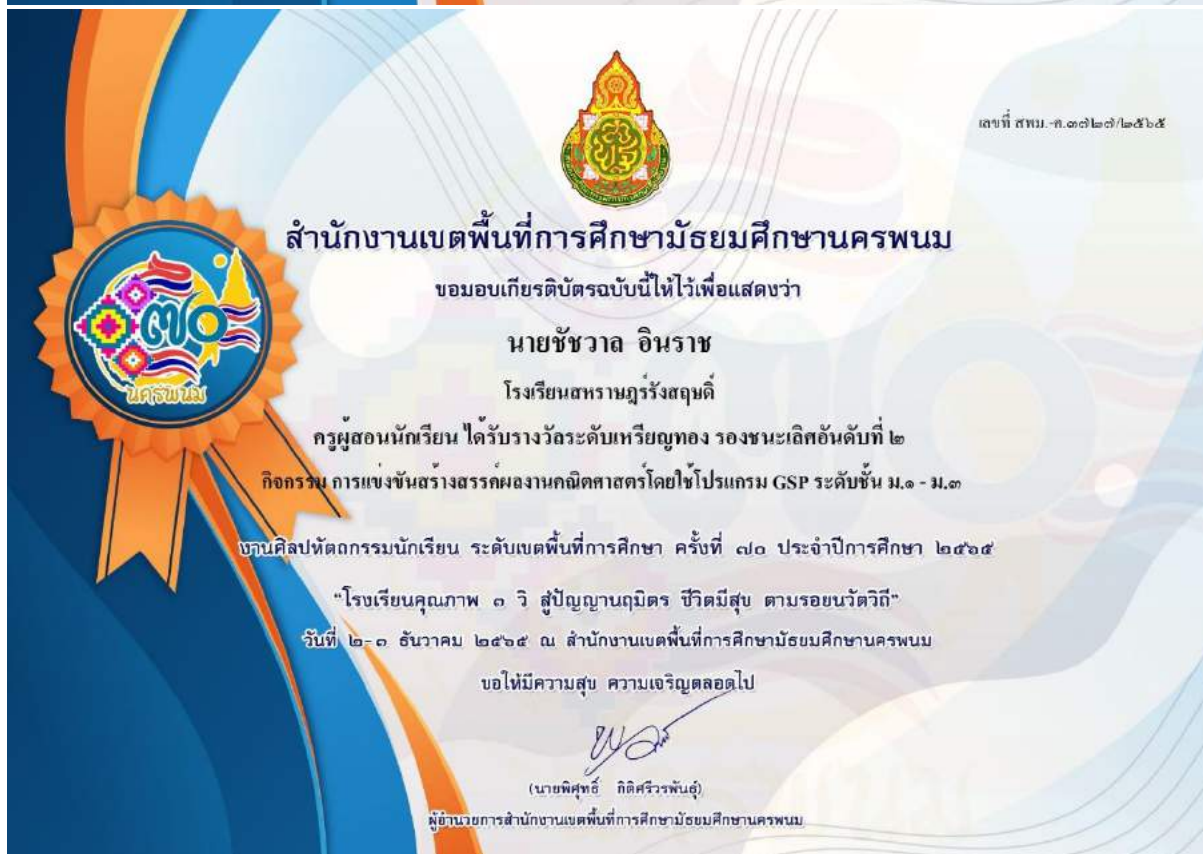 เลขที่ สพม.-ค.๓๗๒๗/๒๕๖๕
สำนักงานเขตพื้นที่การศึกษามัธยมศึกษานครพนม
ขอมอบเกียรติบัตรฉบับนี้ให้ไว้เพื่อแสดงว่า
นายชัชวาล อินราช
โรงเรียนสหราษฎร์รังสฤษดิ์
ครูผู้สอนนักเรียน ได้รับรางวัลระดับเหรียญทอง รองชนะเลิศอันดับที่ ๒
กิจกรรม การแข่งขันสร้างสรรค์ผลงานคณิตศาสตร์โดยใช้โปรแกรม GSP ระดับชั้น ม.๑ - ม.๓
๗๐
นครพนม
งานศิลปหัตถกรรมนักเรียน ระดับเขตพื้นที่การศึกษา ครั้งที่ ๗๐ ประจำปีการศึกษา ๒๕๖๕
“โรงเรียนคุณภาพ ๓ วิ สู่ปัญญานฤมิตร ชีวิตมีสุข ตามรอยนวัตวิถี”
วันที่ ๒-๓ ธันวาคม ๒๕๖๕ ณ สำนักงานเขตพื้นที่การศึกษามัธยมศึกษานครพนม
ขอให้มีความสุข ความเจริญตลอดไป
(นายพิศุทธิ์ กิติศรีวรพันธุ์)
ผู้อำนวยการสำนักงานเขตพื้นที่การศึกษามัธยมศึกษานครพนม